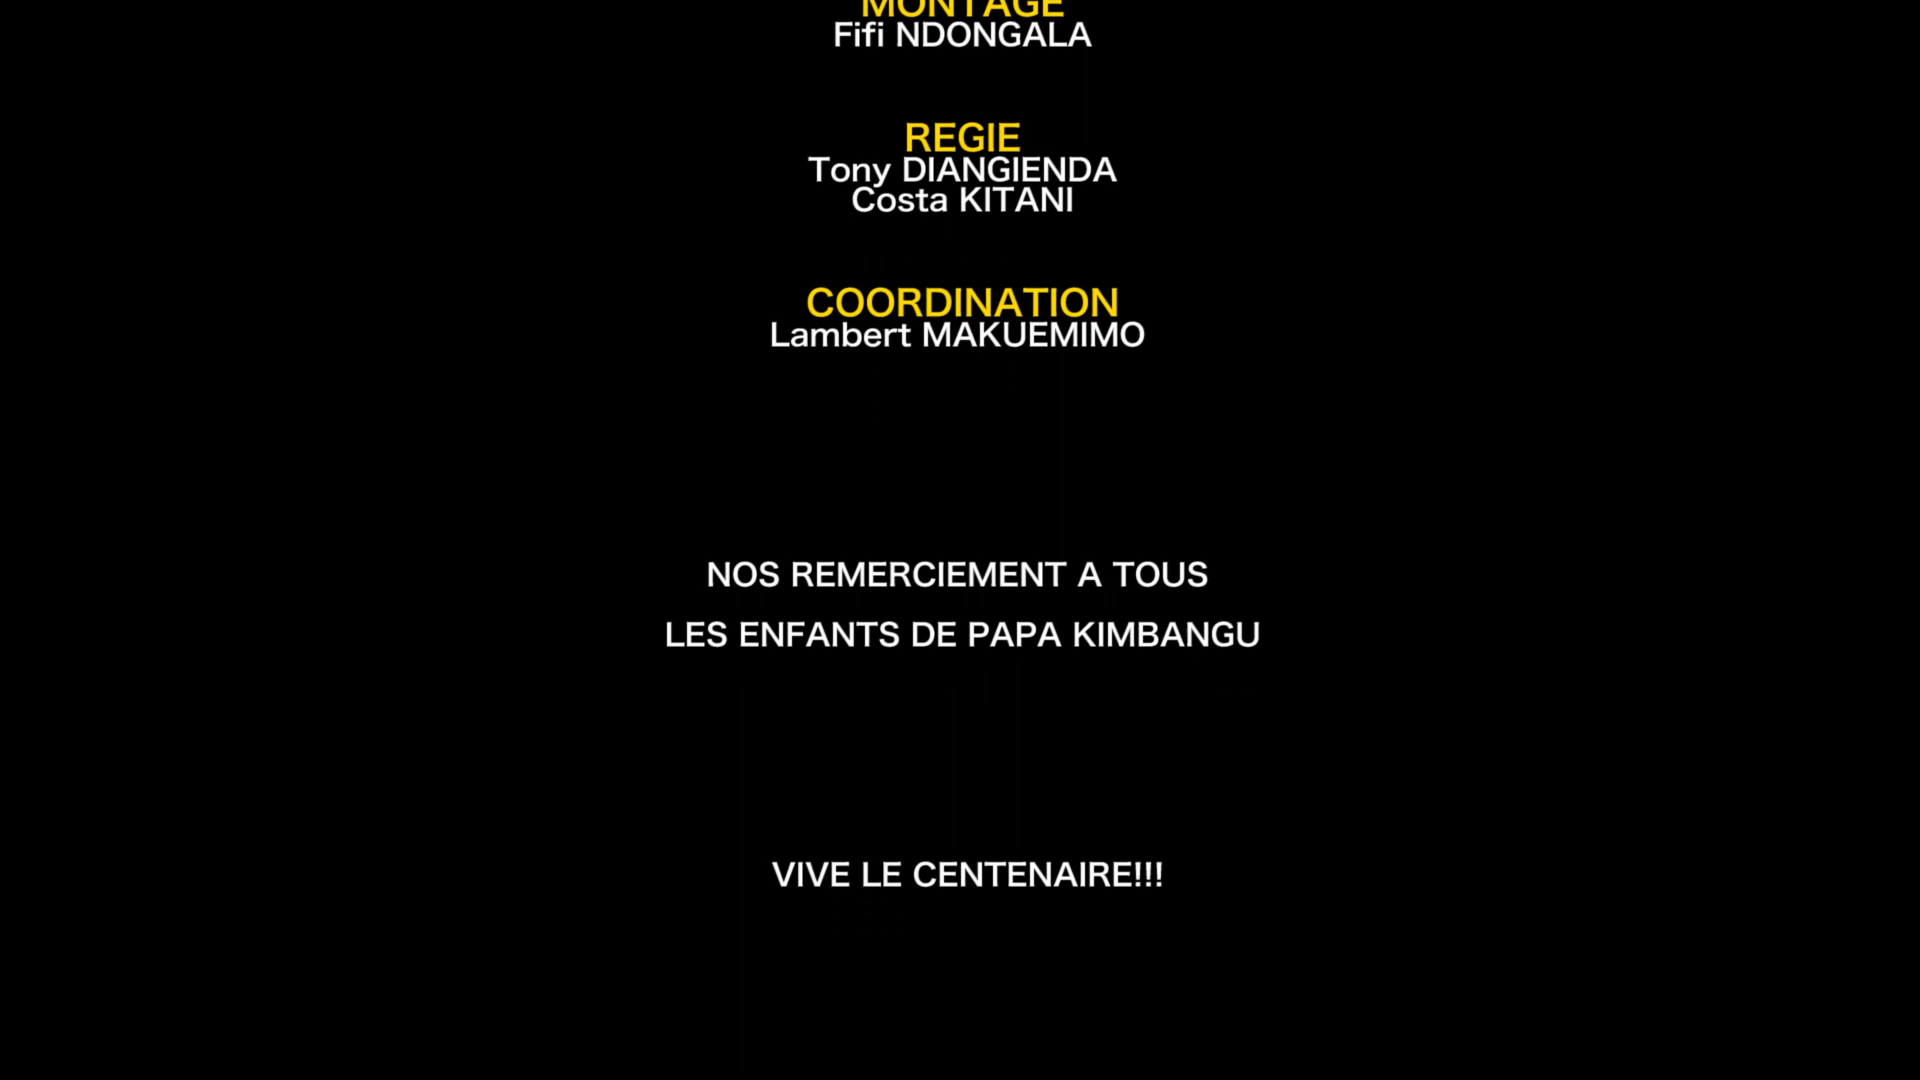 MONTAGE
Fifi NDONGALA
REGIE
Tony DIANGIENDA
Costa KITANI
COORDINATION
Lambert MAKUEMIMO
NOS REMERCIEMENT A TOUS
LES ENFANTS DE PAPA KIMBANGU
VIVE LE CENTENAIRE!!!